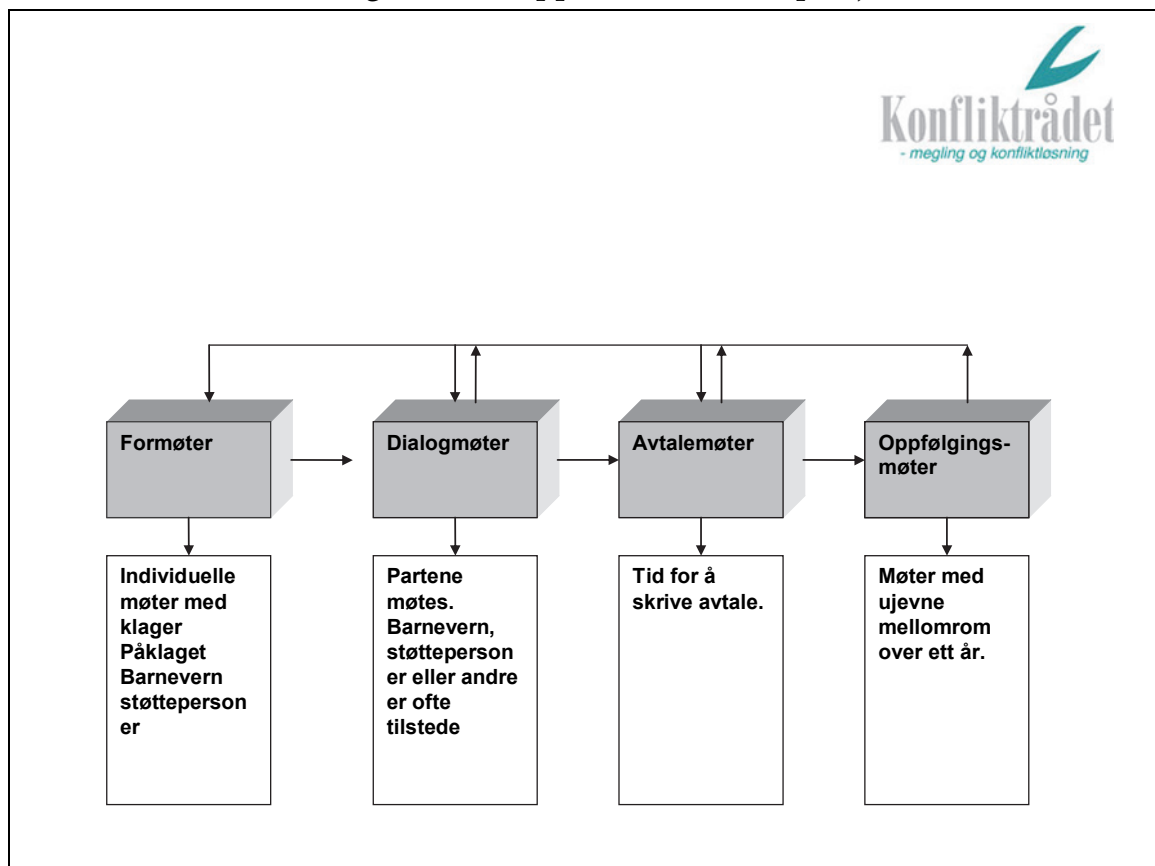 Konfliktrådet
- megling og konfliktløsning
Formøter
Dialogmøter
Avtalemøter
Oppfølgings-
møter
Individuelle
møter med
klager
Påklaget
Barnevern
støtteperson
er
Partene
møtes.
Barnevern,
støtteperson
er eller andre
er ofte
tilstede
Tid for å
skrive avtale.
Møter med
ujevne
mellomrom
over ett år.